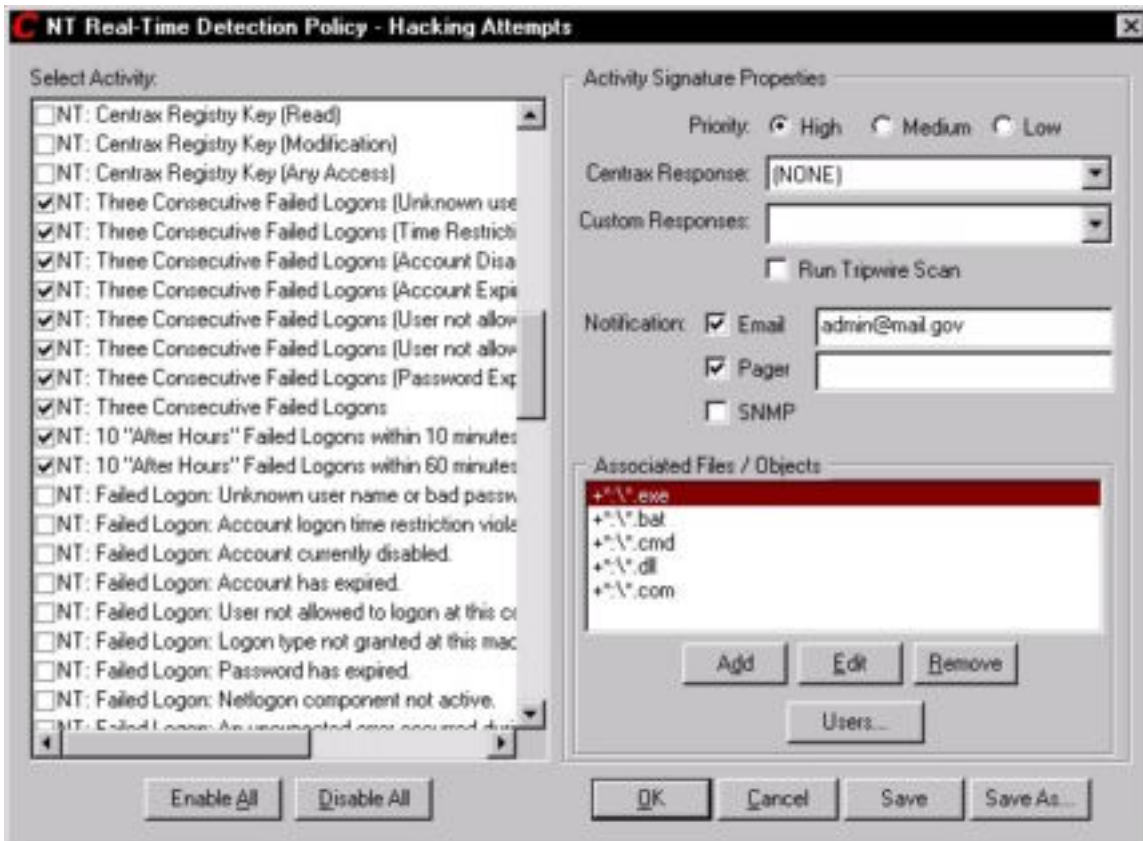 C NT Real-Time Detection Policy - Hacking Attempts
Select Activity:
NT: Centrax Registry Key (Read)
NT: Centrax Registry Key (Modification)
NT: Centrax Registry Key (Any Access)
NT: Three Consecutive Failed Logons (Unknown use
NT: Three Consecutive Failed Logons (Time Restricti
NT: Three Consecutive Failed Logons (Account Disa
NT: Three Consecutive Failed Logons (Account Expi
NT: Three Consecutive Failed Logons (User not allow
NT: Three Consecutive Failed Logons (User not allow
NT: Three Consecutive Failed Logons (Password Exp
NT: Three Consecutive Failed Logons
NT: 10 "After Hours" Failed Logons within 10 minutes
NT: 10 "After Hours" Failed Logons within 60 minutes
NT: Failed Logon: Unknown user name or bad passw
NT: Failed Logon: Account logon time restriction viola
NT: Failed Logon: Account currently disabled.
NT: Failed Logon: Account has expired.
NT: Failed Logon: User not allowed to logon at this co
NT: Failed Logon: Logon type not granted at this mac
NT: Failed Logon: Password has expired.
NT: Failed Logon: Netlogon component not active.
NT: Failed Logon: An unexpected error occurred duri
Enable All
Disable All
Activity Signature Properties
Priority: High Medium Low
Centrax Response: (NONE)
Custom Responses:
Run Tripwire Scan
Notification: Email admin@mail.gov
Pager
SNMP
Associated Files / Objects
+*:\*.exe
+*:\*.bat
+*:\*.cmd
+*:\*.dll
+*:\*.com
Add Edit Remove
Users...
OK Cancel Save Save As...